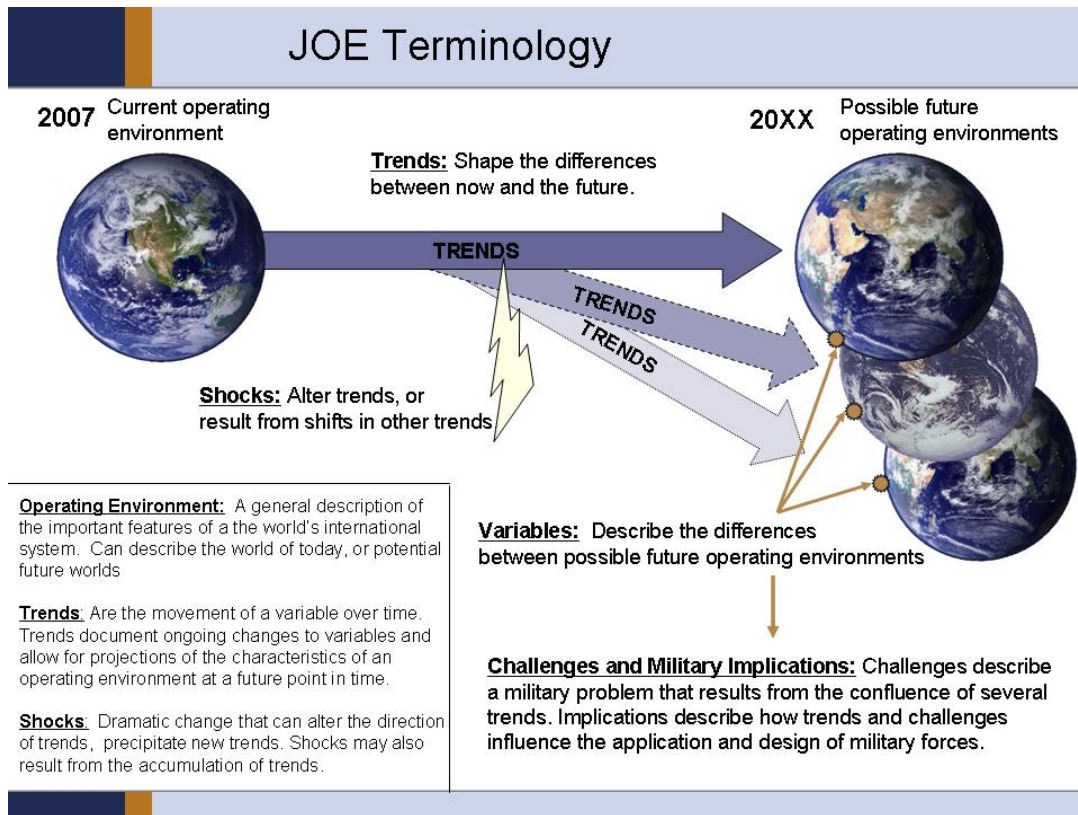 JOE Terminology
2007 Current operating
environment
20XX Possible future
operating environments
Trends: Shape the differences
between now and the future.
TRENDS
TRENDS
TRENDS
Shocks: Alter trends, or
result from shifts in other trends
Operating Environment: A general description of
the important features of a the world's international
system. Can describe the world of today, or potential
future worlds
Trends: Are the movement of a variable over time.
Trends document ongoing changes to variables and
allow for projections of the characteristics of an
operating environment at a future point in time.
Shocks: Dramatic change that can alter the direction
of trends, precipitate new trends. Shocks may also
result from the accumulation of trends.
Variables: Describe the differences
between possible future operating environments
Challenges and Military Implications: Challenges describe
a military problem that results from the confluence of several
trends. Implications describe how trends and challenges
influence the application and design of military forces.